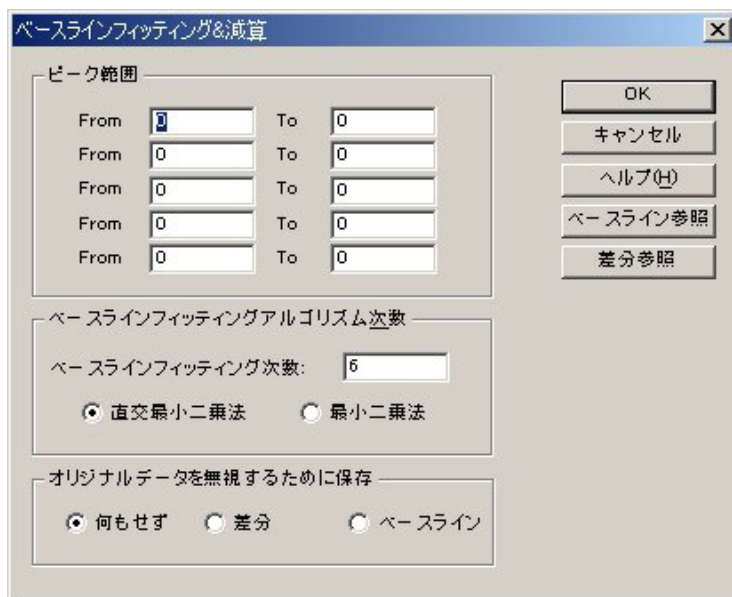 ベースラインフィッティング&減算
ピーク範囲
From 0 To 0
From 0 To 0
From 0 To 0
From 0 To 0
From 0 To 0
OK
キャンセル
ヘルプ(H)
ベースライン参照
差分参照
ベースラインフィッティングアルゴリズム次数
ベースラインフィッティング次数: 6
直交最小二乗法 最小二乗法
オリジナルデータを無視するために保存
何もせず 差分 ベースライン